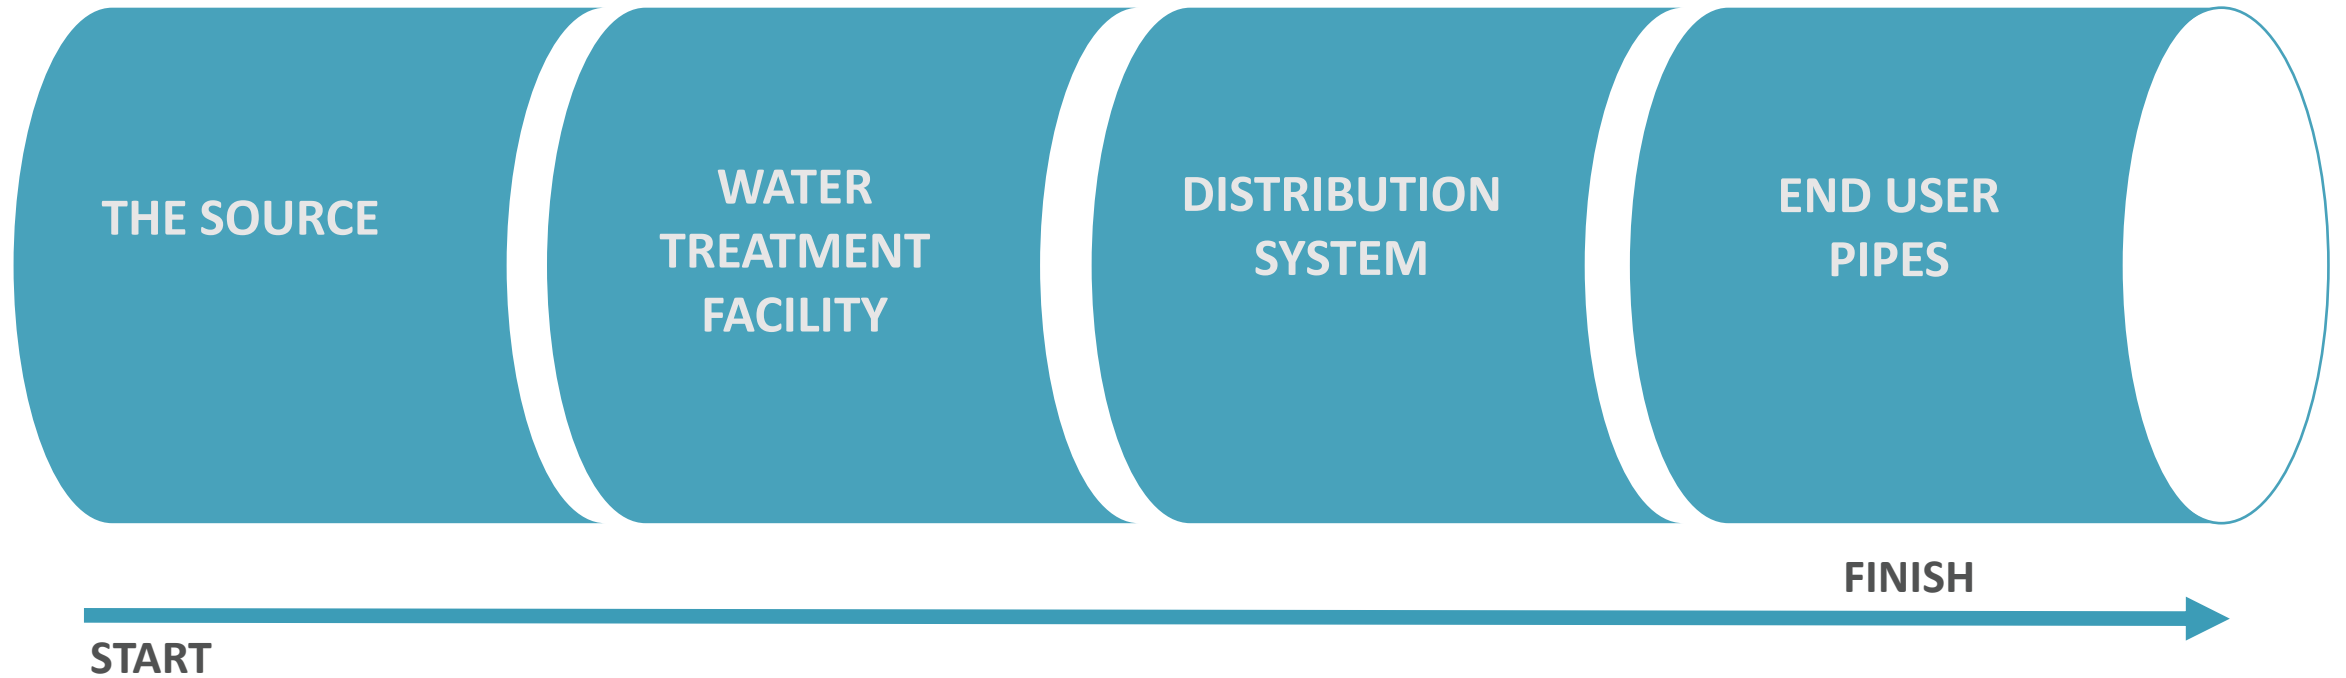 THE SOURCE
WATER
TREATMENT
FACILITY
DISTRIBUTION
SYSTEM
END USER
PIPES
FINISH
START